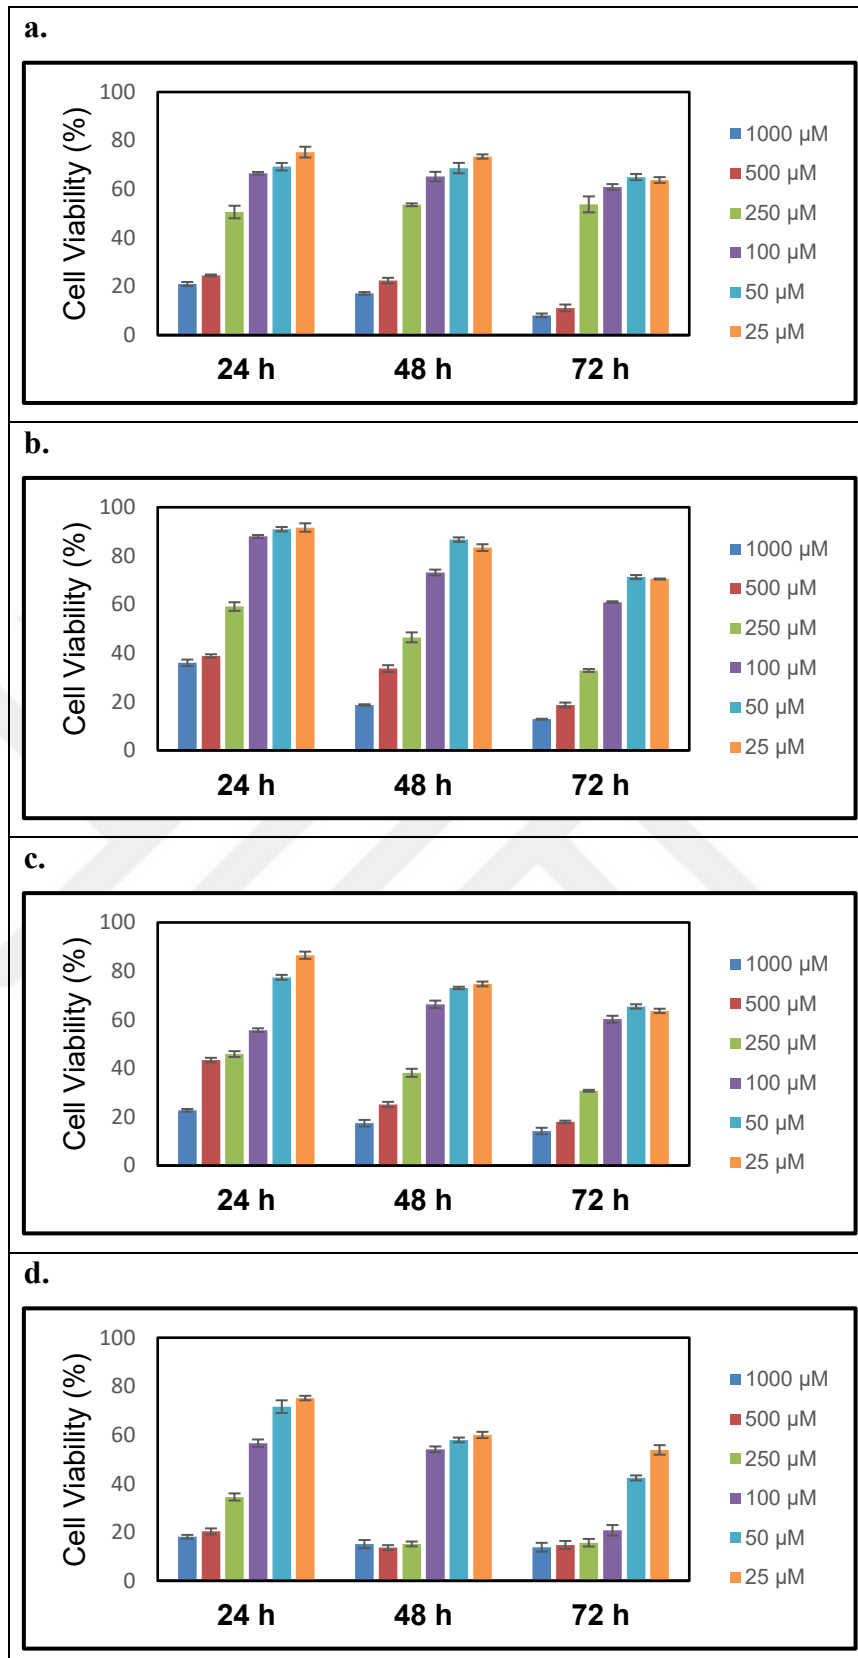 a.
Cell Viability (%)
100
80
60
40
20
0
24 h 48 h 72 h
1000 µM
500 µM
250 µM
100 µM
50 µM
25 µM
b.
Cell Viability (%)
100
80
60
40
20
0
24 h 48 h 72 h
1000 µM
500 µM
250 µM
100 µM
50 µM
25 µM
c.
Cell Viability (%)
100
80
60
40
20
0
24 h 48 h 72 h
1000 µM
500 µM
250 µM
100 µM
50 µM
25 µM
d.
Cell Viability (%)
100
80
60
40
20
0
24 h 48 h 72 h
1000 µM
500 µM
250 µM
100 µM
50 µM
25 µM